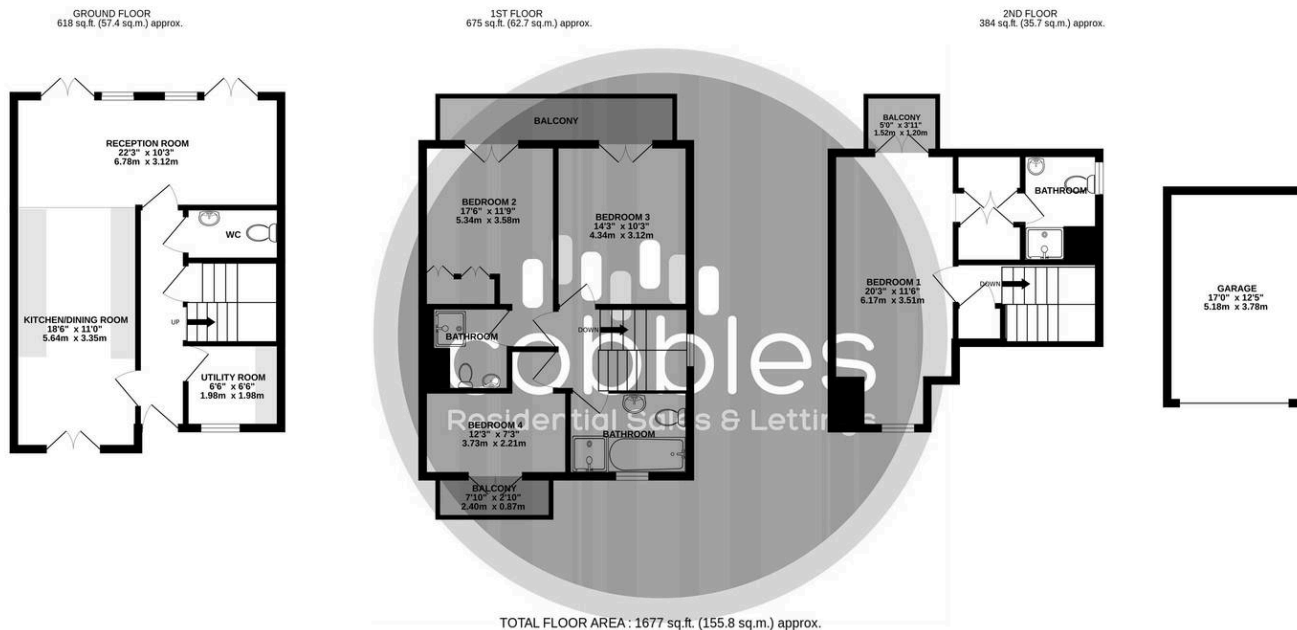 GROUND FLOOR
618 sq.ft. (57.4 sq.m.) approx.
RECEPTION ROOM
22'3" x 10'3"
6.78m x 3.12m
WC
KITCHEN/DINING ROOM
18'6" x 11'0"
5.64m x 3.35m
UP
UTILITY ROOM
6'6" x 6'6"
1.98m x 1.98m
1ST FLOOR
675 sq.ft. (62.7 sq.m.) approx.
BALCONY
BEDROOM 2
17'6" x 11'9"
5.34m x 3.58m
BEDROOM 3
14'3" x 10'3"
4.34m x 3.12m
BATHROOM
DOWN
cobbles
Residential Sales & Lettings
BEDROOM 4
12'3" x 7'3"
3.73m x 2.21m
BATHROOM
BALCONY
7'10" x 2'10"
2.40m x 0.87m
2ND FLOOR
384 sq.ft. (35.7 sq.m.) approx.
BALCONY
5'0" x 3'11"
1.52m x 1.20m
BATHROOM
BEDROOM 1
20'3" x 11'6"
6.17m x 3.51m
DOWN
GARAGE
17'0" x 12'5"
5.18m x 3.78m
TOTAL FLOOR AREA : 1677 sq.ft. (155.8 sq.m.) approx.